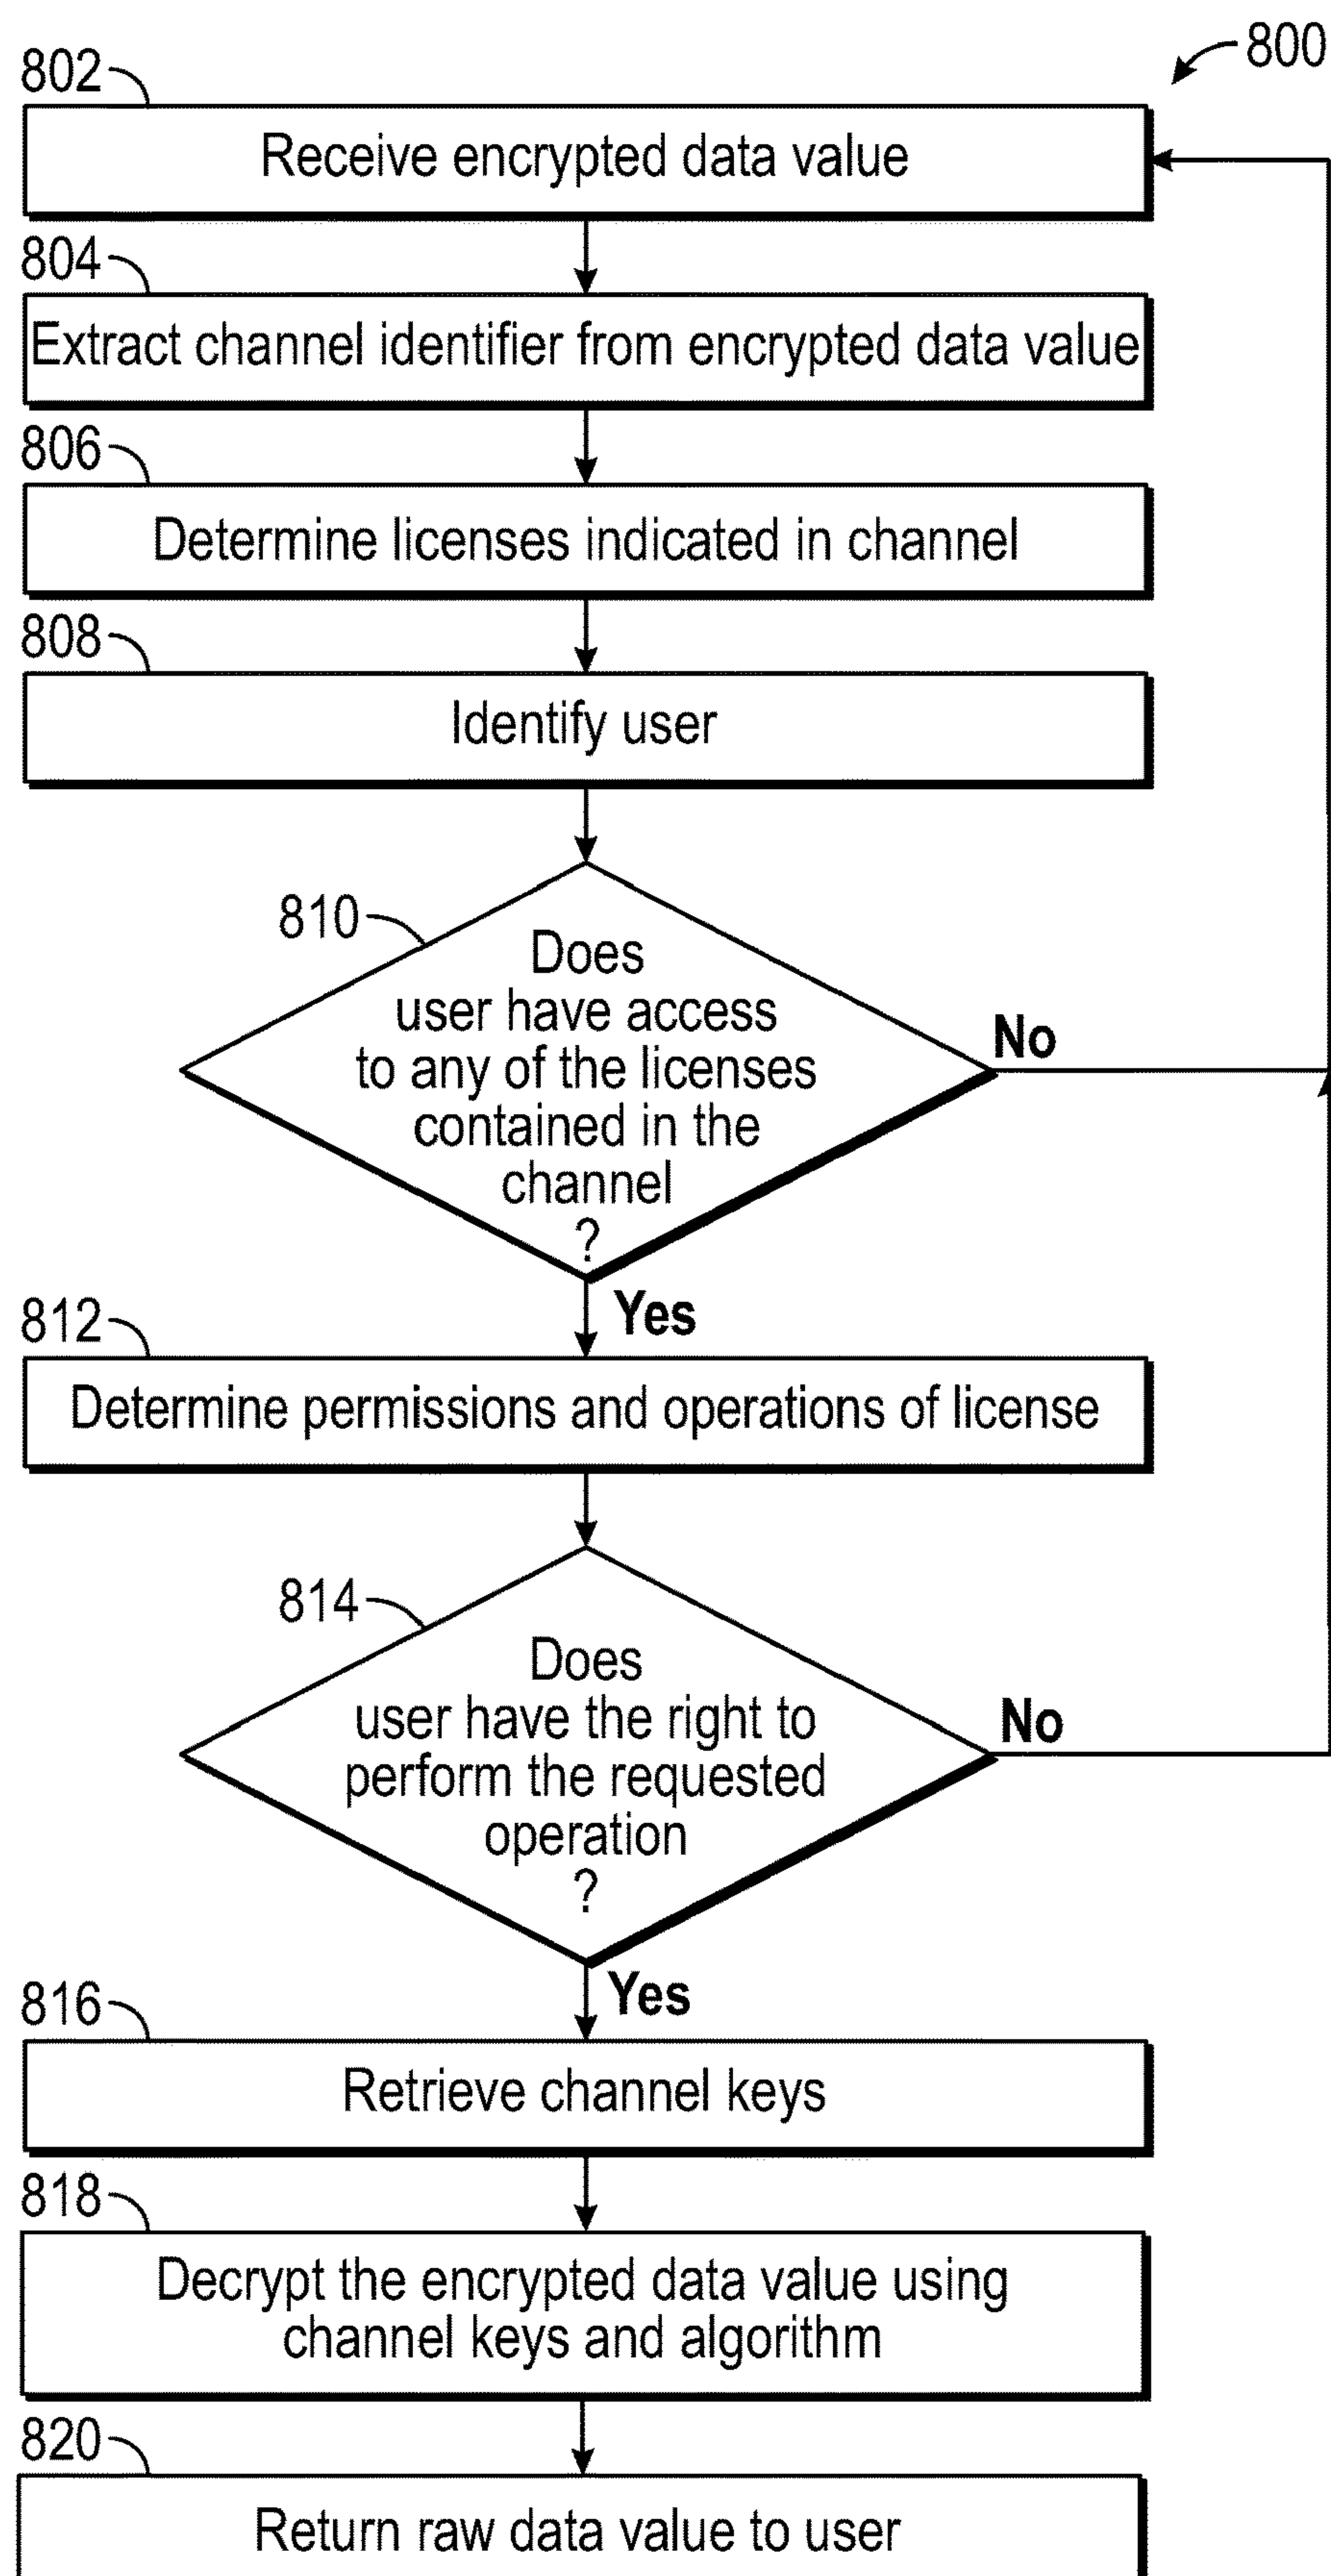 800
802
Receive encrypted data value
804
Extract channel identifier from encrypted data value
806
Determine licenses indicated in channel
808
Identify user
810
Does
user have access
to any of the licenses
contained in the
channel
?
No
Yes
812
Determine permissions and operations of license
814
Does
user have the right to
perform the requested
operation
?
No
Yes
816
Retrieve channel keys
818
Decrypt the encrypted data value using
channel keys and algorithm
820
Return raw data value to user